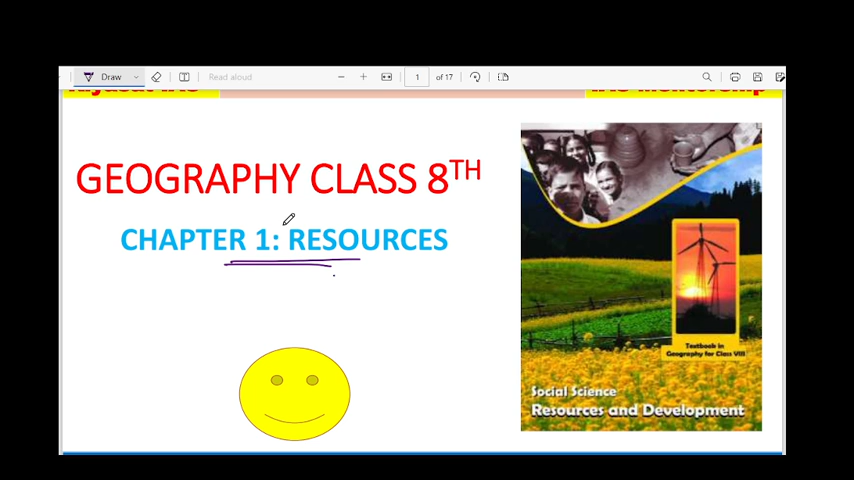 Draw
Read aloud
1
of 17
GEOGRAPHY CLASS 8TH
CHAPTER 1: RESOURCES
Textbook in
Geography for Class VIII
Social Science
Resources and Development